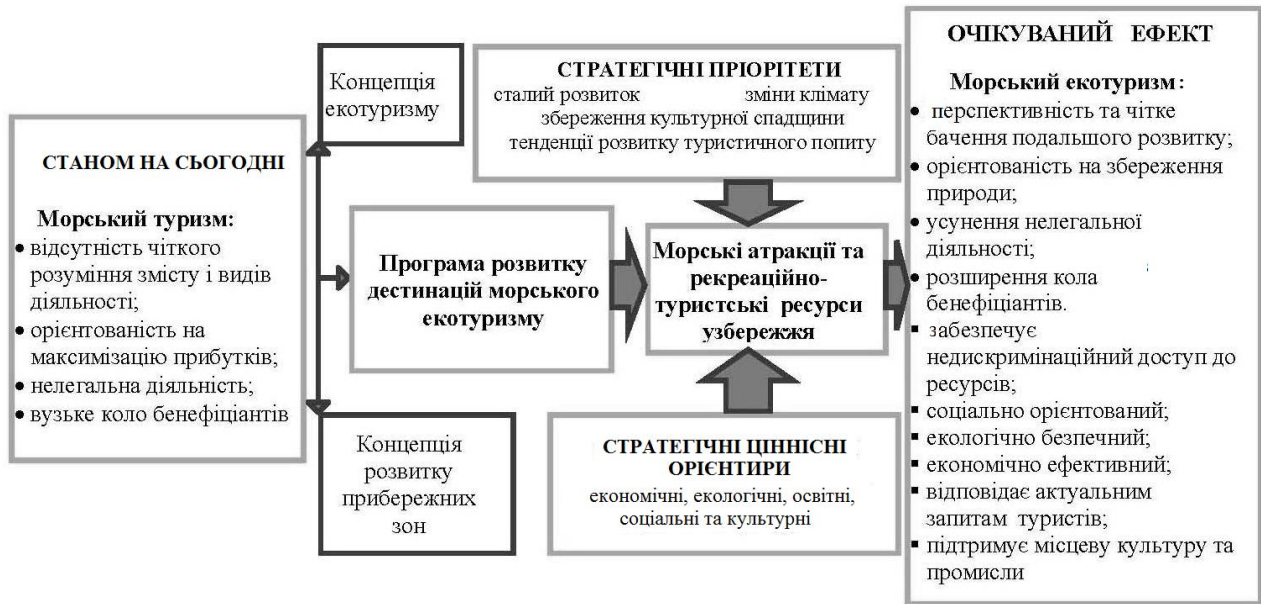 СТАНОМ НА СЬОГОДНІ
Морський туризм:
• відсутність чіткого
розуміння змісту і видів
діяльності;
• орієнтованість на
максимізацію прибутків;
• нелегальна діяльність;
• вузьке коло бенефіціантів
Концепція
екотуризму
Програма розвитку
дестинацій морського
екотуризму
Концепція
розвитку
прибережних
зон
СТРАТЕГІЧНІ ПРІОРІТЕТИ
сталий розвиток зміни клімату
збереження культурної спадщини
тенденції розвитку туристичного попиту
Морські атракції та
рекреаційно-
туристські ресурси
узбережжя
СТРАТЕГІЧНІ ЦІННІСНІ
ОРІЄНТИРИ
економічні, екологічні, освітні,
соціальні та культурні
ОЧІКУВАНИЙ ЕФЕКТ
Морський екотуризм:
• перспективність та чітке
бачення подальшого розвитку;
• орієнтованість на збереження
природи;
• усунення нелегальної
діяльності;
• розширення кола
бенефіціантів.
▪ забезпечує
недискримінаційний доступ до
ресурсів;
▪ соціально орієнтований;
▪ екологічно безпечний;
▪ економічно ефективний;
▪ відповідає актуальним
запитам туристів;
▪ підтримує місцеву культуру та
промисли